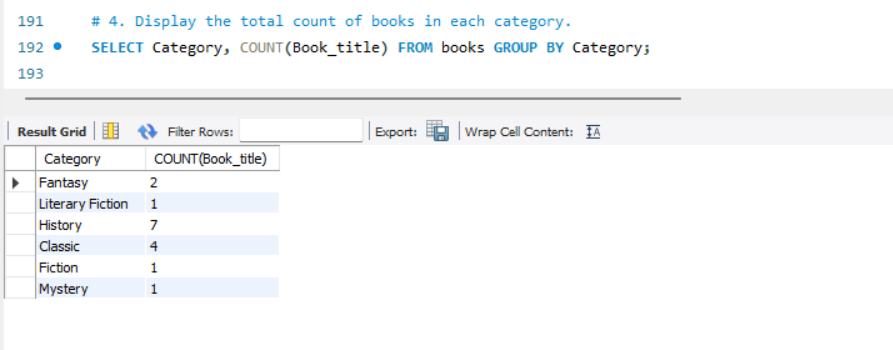 191 # 4. Display the total count of books in each category.
192 SELECT Category, COUNT(Book_title) FROM books GROUP BY Category;
193
Result Grid Filter Rows: Export: Wrap Cell Content: IA
Category COUNT(Book_title)
Fantasy 2
Literary Fiction 1
History 7
Classic 4
Fiction 1
Mystery 1